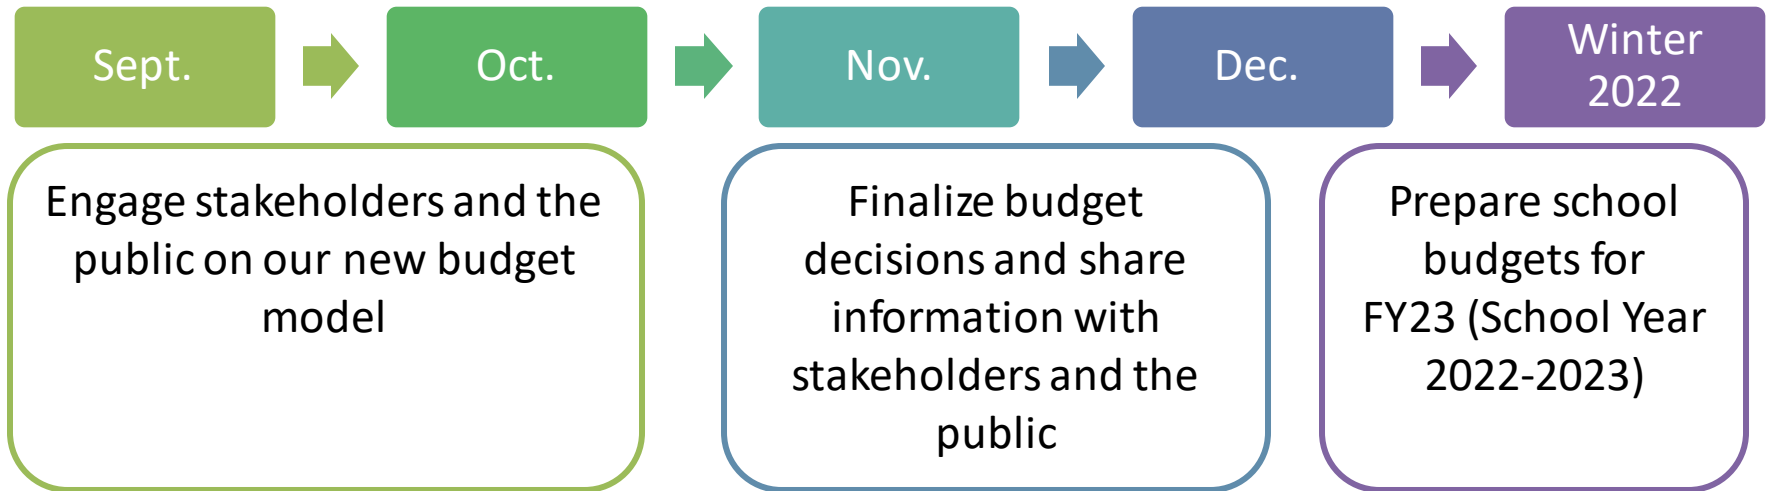 Sept.
Oct.
Nov.
Dec.
Winter
2022
Engage stakeholders and the
public on our new budget
model
Finalize budget
decisions and share
information with
stakeholders and the
public
Prepare school
budgets for
FY23 (School Year
2022-2023)